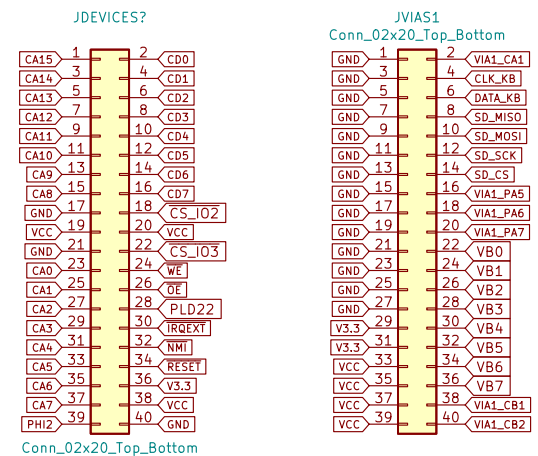 JDEVICES?
CA15 1 2 CD0
CA14 3 4 CD1
CA13 5 6 CD2
CA12 7 8 CD3
CA11 9 10 CD4
CA10 11 12 CD5
CA9 13 14 CD6
CA8 15 16 CD7
GND 17 18 CS_IO2
VCC 19 20 VCC
GND 21 22 CS_IO3
CA0 23 24 WE
CA1 25 26 OE
CA2 27 28 PLD22
CA3 29 30 IRQEXT
CA4 31 32 NMI
CA5 33 34 RESET
CA6 35 36 V3.3
CA7 37 38 VCC
PHI2 39 40 GND
Conn_02x20_Top_Bottom
JVIAS1
Conn_02x20_Top_Bottom
GND 1 2 VIA1_CA1
GND 3 4 CLK_KB
GND 5 6 DATA_KB
GND 7 8 SD_MISO
GND 9 10 SD_MOSI
GND 11 12 SD_SCK
GND 13 14 SD_CS
GND 15 16 VIA1_PA5
GND 17 18 VIA1_PA6
GND 19 20 VIA1_PA7
GND 21 22 VB0
GND 23 24 VB1
GND 25 26 VB2
GND 27 28 VB3
V3.3 29 30 VB4
V3.3 31 32 VB5
VCC 33 34 VB6
VCC 35 36 VB7
VCC 37 38 VIA1_CB1
VCC 39 40 VIA1_CB2